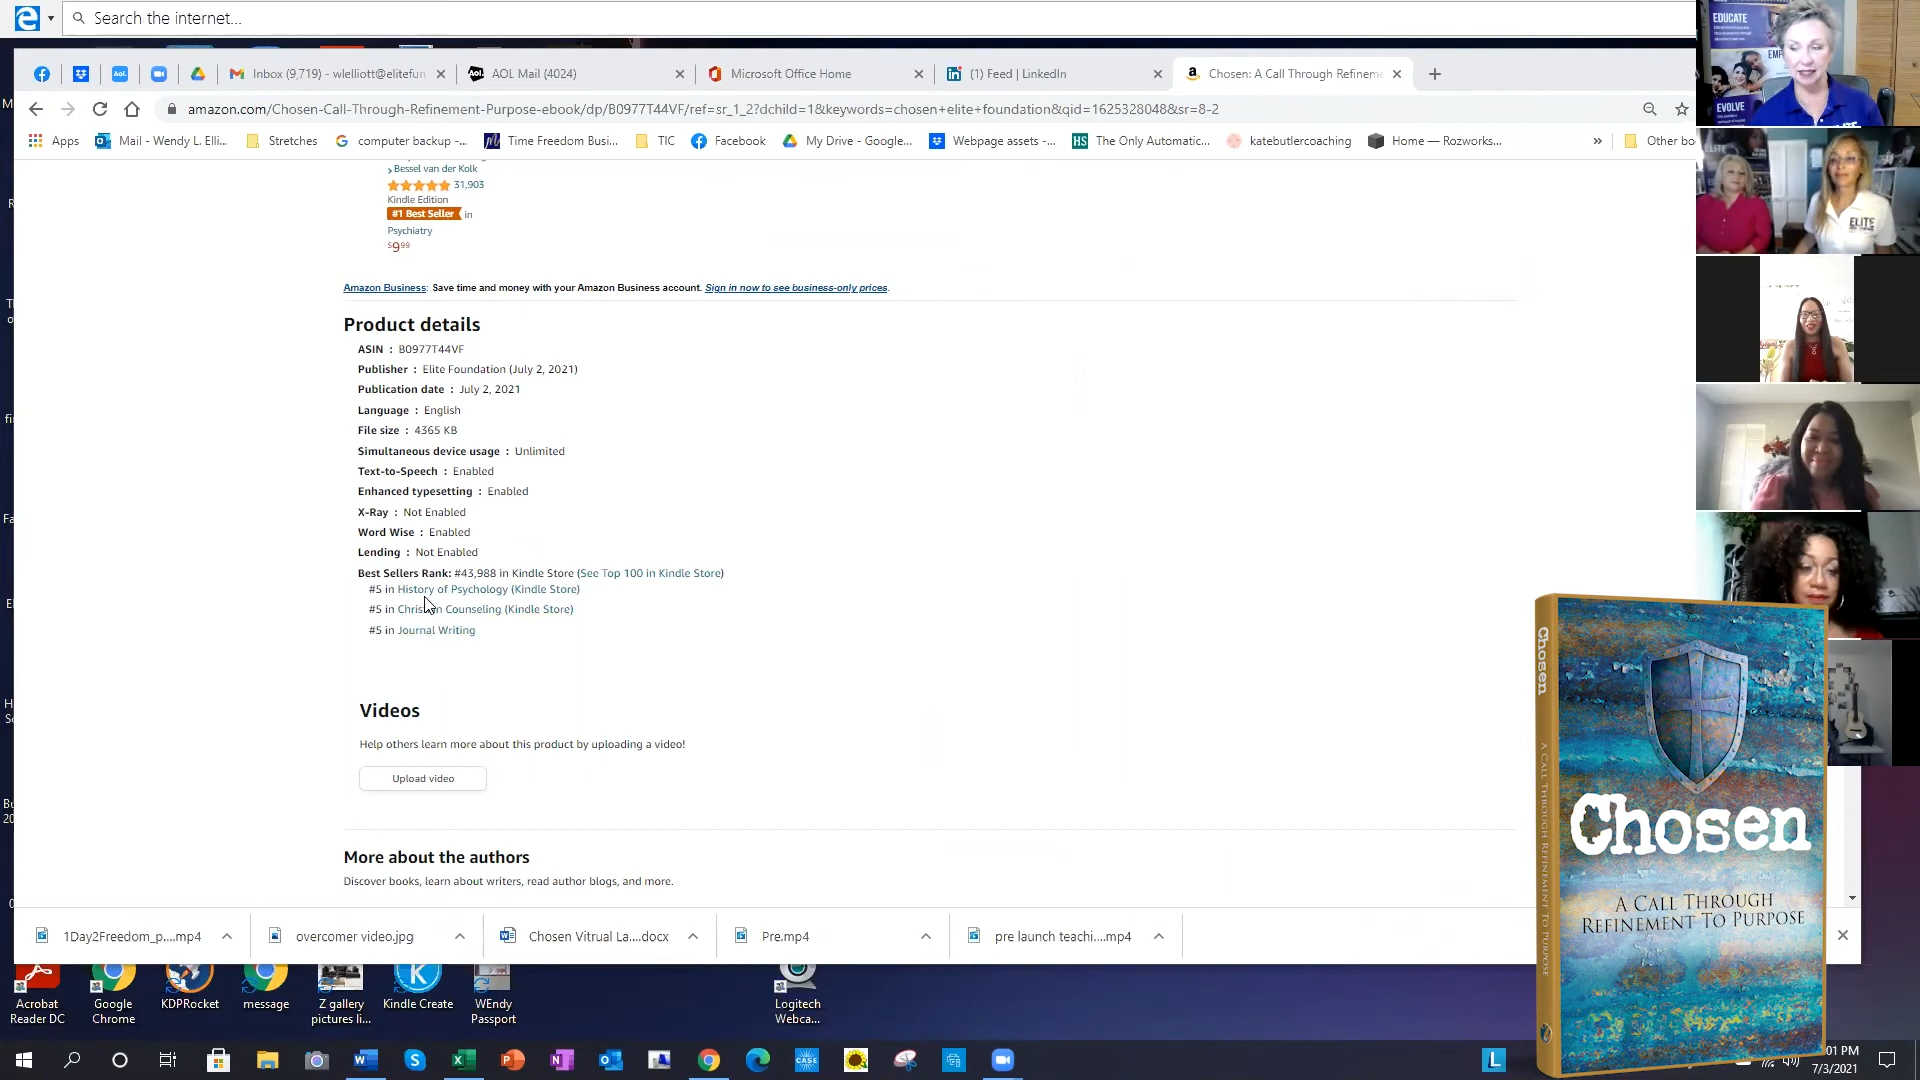 Search the internet...
Inbox (9,719) - wlelliott@elitefun
AOL Mail (4024)
Microsoft Office Home
(1) Feed | LinkedIn
Chosen: A Call Through Refineme
amazon.com/Chosen-Call-Through-Refinement-Purpose-ebook/dp/B0977T44VF/ref=sr_1_2?dchild=1&keywords=chosen+elite+foundation&qid=1625328048&sr=8-2
Apps
Mail - Wendy L. Elli...
Stretches
computer backup -...
Time Freedom Busi...
TIC
Facebook
My Drive - Google...
Webpage assets -...
The Only Automatic...
katebutlercoaching
Home — Rozworks...
»
Other bo
Bessel van der Kolk
31,903
Kindle Edition
#1 Best Seller in
Psychiatry
$9.99
Amazon Business: Save time and money with your Amazon Business account. Sign in now to see business-only prices.
Product details
ASIN : B0977T44VF
Publisher : Elite Foundation (July 2, 2021)
Publication date : July 2, 2021
Language : English
File size : 4365 KB
Simultaneous device usage : Unlimited
Text-to-Speech : Enabled
Enhanced typesetting : Enabled
X-Ray : Not Enabled
Word Wise : Enabled
Lending : Not Enabled
Best Sellers Rank: #43,988 in Kindle Store (See Top 100 in Kindle Store)
#5 in History of Psychology (Kindle Store)
#5 in Christian Counseling (Kindle Store)
#5 in Journal Writing
Videos
Help others learn more about this product by uploading a video!
Upload video
More about the authors
Discover books, learn about writers, read author blogs, and more.
1Day2Freedom_p....mp4
overcomer video.jpg
Chosen Vitrual La....docx
Pre.mp4
pre launch teachi....mp4
Acrobat
Reader DC
Google
Chrome
KDPRocket
message
Z gallery
pictures li...
Kindle Create
WEndy
Passport
Logitech
Webca...
EDUCATE
EVOLVE
ELITE
Chosen
A Call Through Refinement To Purpose
Chosen
A Call Through
Refinement To Purpose
:01 PM
7/3/2021